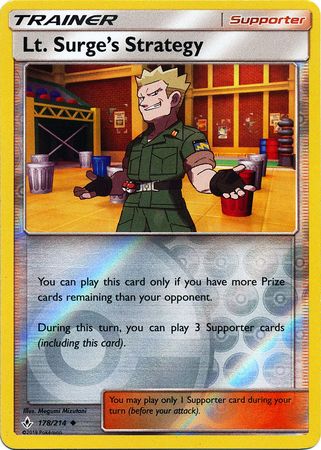 TRAINER Supporter
Lt. Surge's Strategy
You can play this card only if you have more Prize
cards remaining than your opponent.
During this turn, you can play 3 Supporter cards
(including this card).
Illus. Megumi Mizutani
178/214
©2019 Pokémon
You may play only 1 Supporter card during your
turn (before your attack).